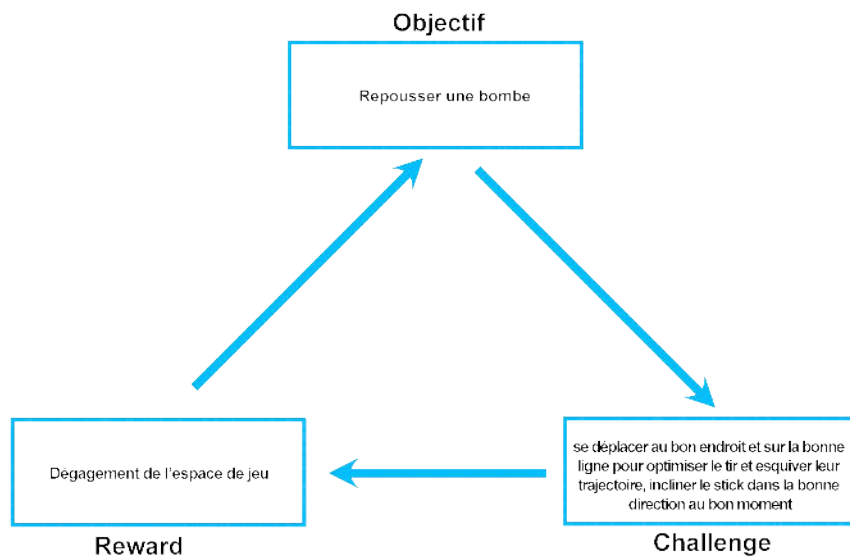 Objectif
Repousser une bombe
se déplacer au bon endroit et sur la bonne
ligne pour optimiser le tir et esquiver leur
trajectoire, incliner le stick dans la bonne
direction au bon moment
Challenge
Dégagement de l'espace de jeu
Reward